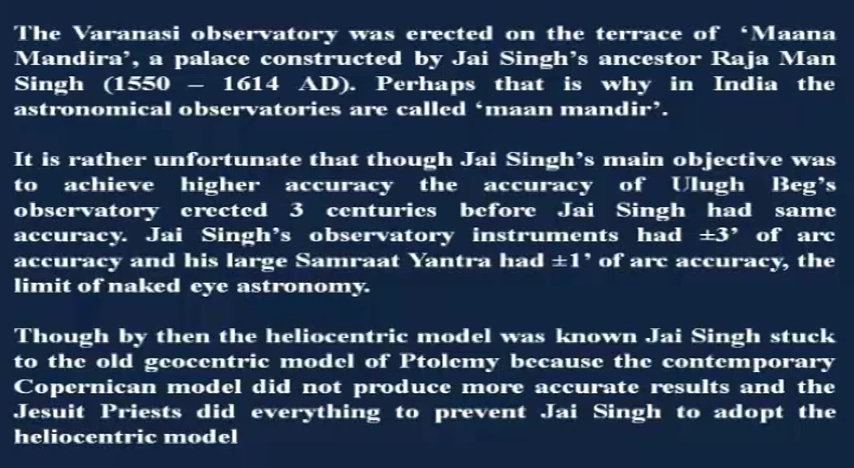 The Varanasi observatory was erected on the terrace of ‘Maana
Mandira’, a palace constructed by Jai Singh’s ancestor Raja Man
Singh (1550 – 1614 AD). Perhaps that is why in India the
astronomical observatories are called ‘maan mandir’.
It is rather unfortunate that though Jai Singh’s main objective was
to achieve higher accuracy the accuracy of Ulugh Beg’s
observatory erected 3 centuries before Jai Singh had same
accuracy. Jai Singh’s observatory instruments had ±3’ of arc
accuracy and his large Samraat Yantra had ±1’ of arc accuracy, the
limit of naked eye astronomy.
Though by then the heliocentric model was known Jai Singh stuck
to the old geocentric model of Ptolemy because the contemporary
Copernican model did not produce more accurate results and the
Jesuit Priests did everything to prevent Jai Singh to adopt the
heliocentric model